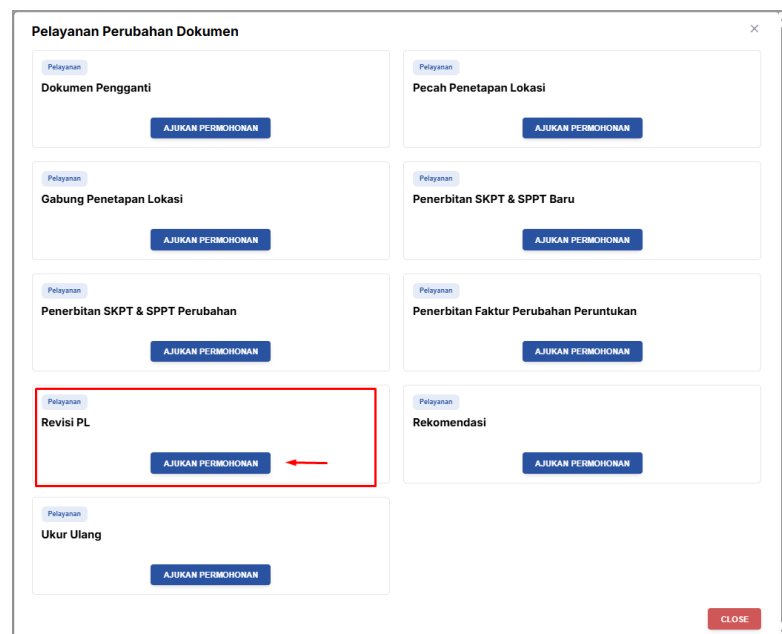 Pelayanan Perubahan Dokumen
Pelayanan
Dokumen Pengganti
AJUKAN PERMOHONAN
Pelayanan
Pecah Penetapan Lokasi
AJUKAN PERMOHONAN
Pelayanan
Gabung Penetapan Lokasi
AJUKAN PERMOHONAN
Pelayanan
Penerbitan SKPT & SPPT Baru
AJUKAN PERMOHONAN
Pelayanan
Penerbitan SKPT & SPPT Perubahan
AJUKAN PERMOHONAN
Pelayanan
Penerbitan Faktur Perubahan Peruntukan
AJUKAN PERMOHONAN
Pelayanan
Revisi PL
AJUKAN PERMOHONAN
Pelayanan
Rekomendasi
AJUKAN PERMOHONAN
Pelayanan
Ukur Ulang
AJUKAN PERMOHONAN
CLOSE